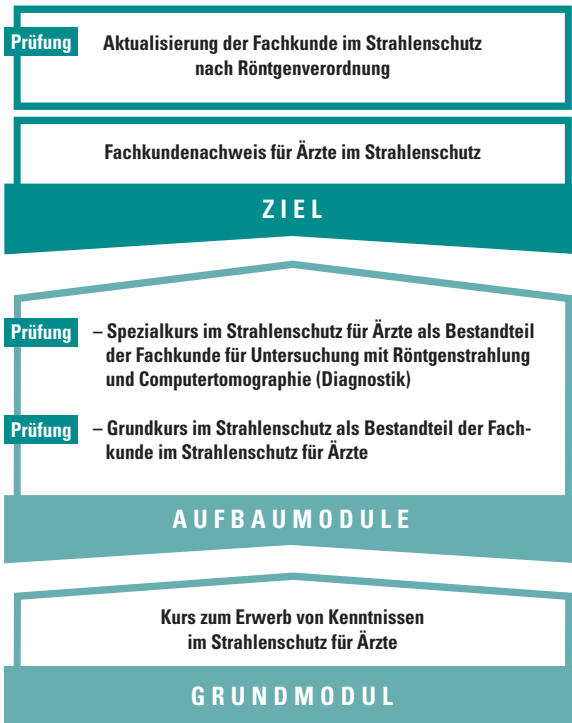 Prüfung
Aktualisierung der Fachkunde im Strahlenschutz
nach Röntgenverordnung
Fachkundenachweis für Ärzte im Strahlenschutz
ZIEL
Prüfung
– Spezialkurs im Strahlenschutz für Ärzte als Bestandteil
der Fachkunde für Untersuchung mit Röntgenstrahlung
und Computertomographie (Diagnostik)
Prüfung
– Grundkurs im Strahlenschutz als Bestandteil der Fach-
kunde im Strahlenschutz für Ärzte
AUFBAUMODULE
Kurs zum Erwerb von Kenntnissen
im Strahlenschutz für Ärzte
GRUNDMODUL